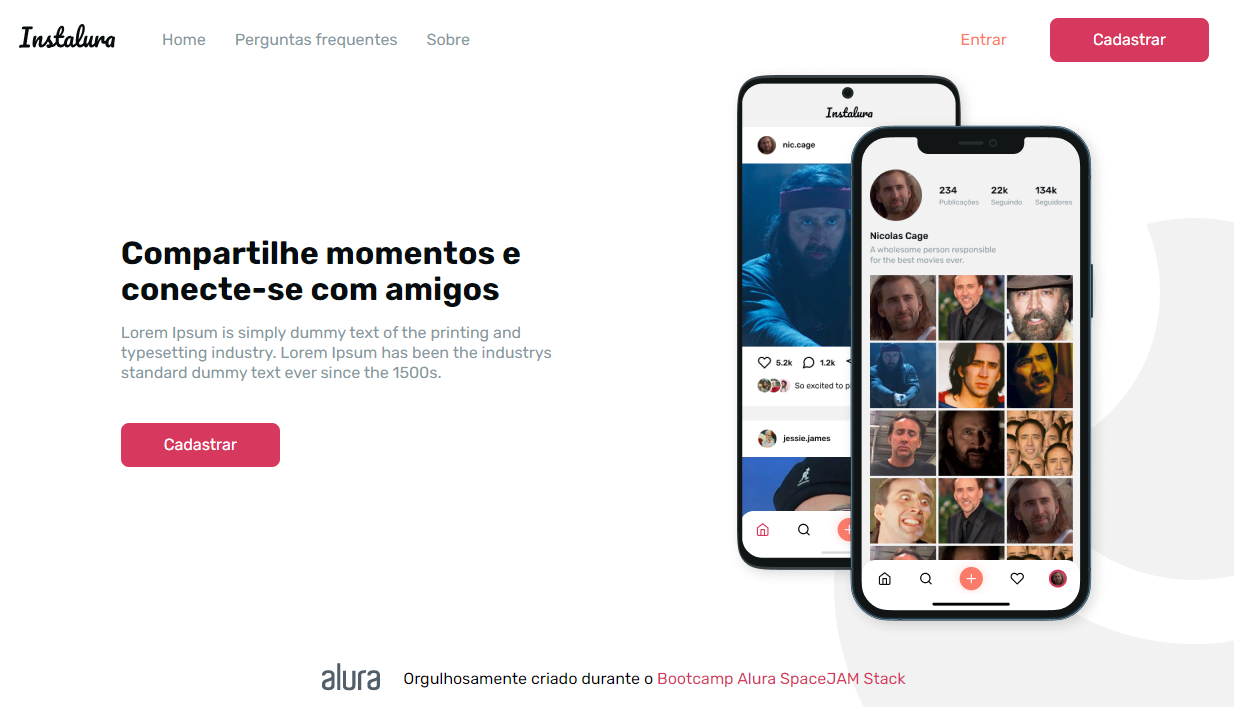 Instalura
Home
Perguntas frequentes
Sobre
Entrar
Cadastrar
Compartilhe momentos e
conecte-se com amigos
Lorem Ipsum is simply dummy text of the printing and
typesetting industry. Lorem Ipsum has been the industrys
standard dummy text ever since the 1500s.
Cadastrar
Instalura
nic.cage
5.2k
1.2k
So excited to p
jessie.james
234
22k
134k
Publicações
Seguindo
Seguidores
Nicolas Cage
A wholesome person responsible
for the best movies ever.
alura
Orgulhosamente criado durante o Bootcamp Alura SpaceJAM Stack